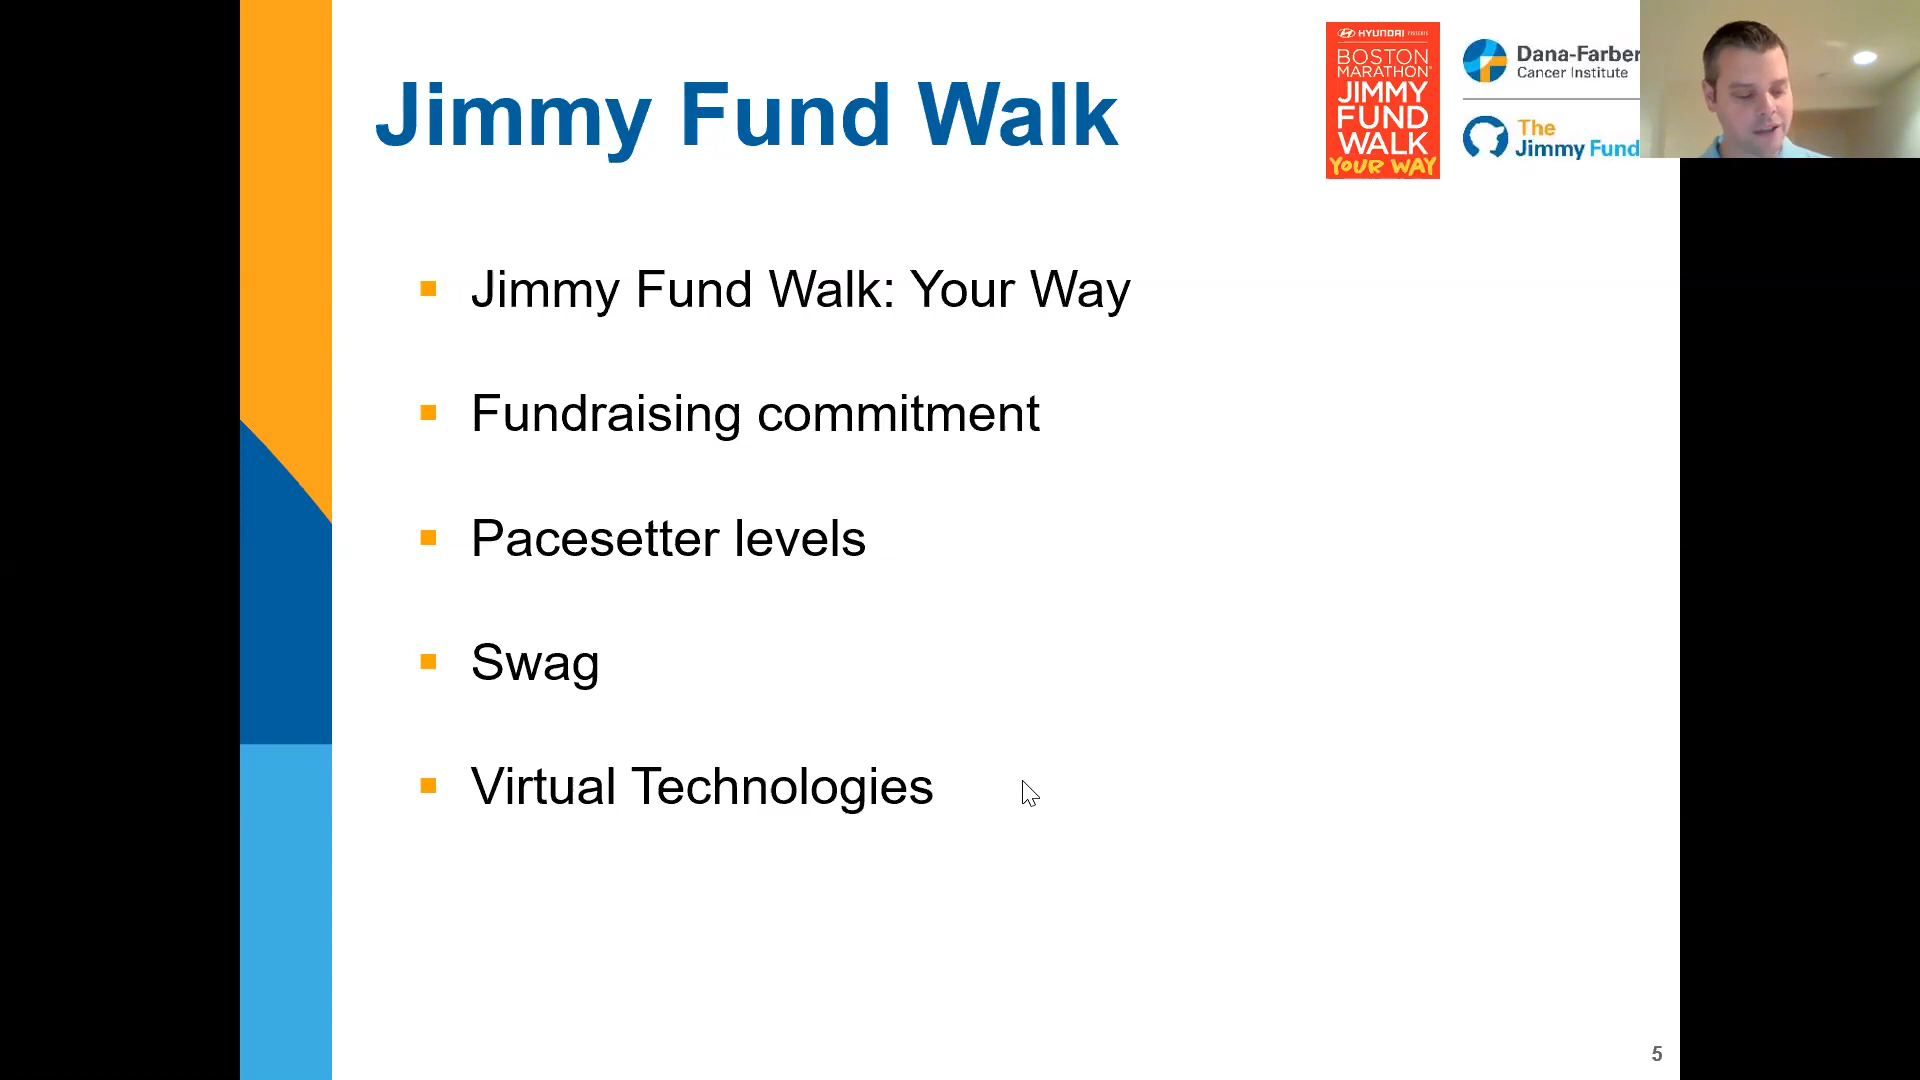 Jimmy Fund Walk
HYUNDAI PRESENTS
BOSTON
MARATHON®
JIMMY
FUND
WALK
YOUR WAY
Dana-Farber
Cancer Institute
The
Jimmy Fund
Jimmy Fund Walk: Your Way
Fundraising commitment
Pacesetter levels
Swag
Virtual Technologies
5